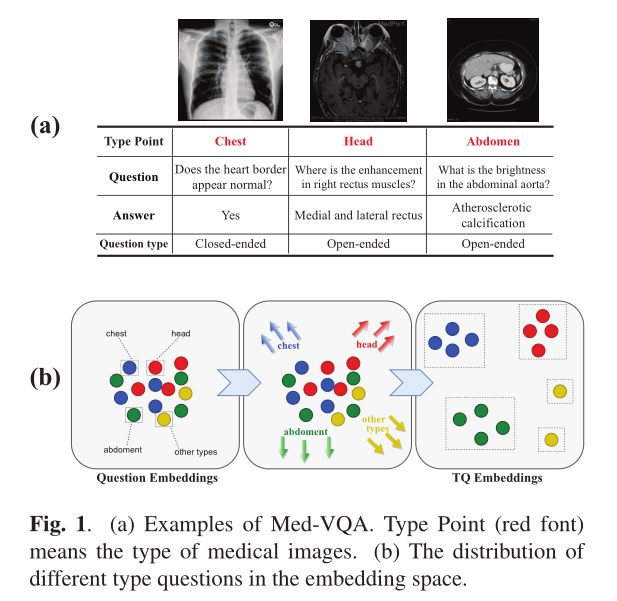 MedPix®
(a)
Type Point Chest Head Abdomen
Question Does the heart border appear normal? Where is the enhancement in right rectus muscles? What is the brightness in the abdominal aorta?
Answer Yes Medial and lateral rectus Atherosclerotic calcification
Question type Closed-ended Open-ended Open-ended
(b)
chest
head
abdoment
other types
Question Embeddings
chest
head
abdoment
other
types
TQ Embeddings
Fig. 1. (a) Examples of Med-VQA. Type Point (red font)
means the type of medical images. (b) The distribution of
different type questions in the embedding space.